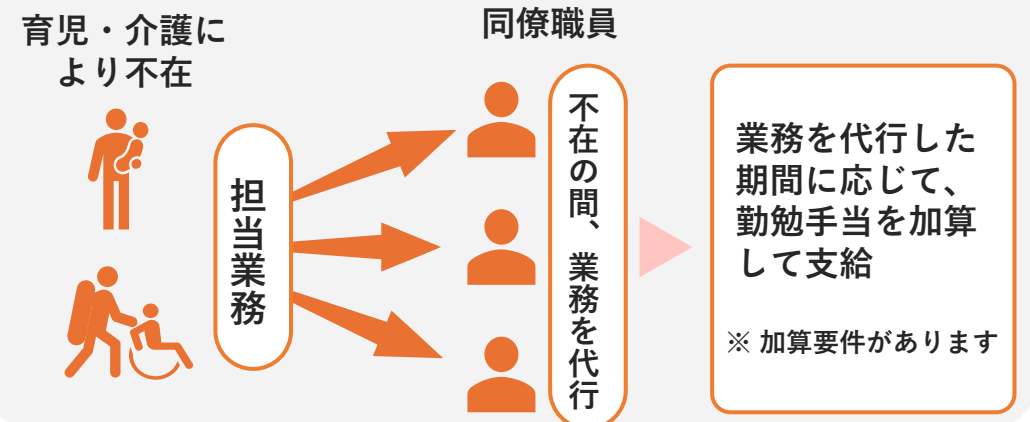 育児・介護に
より不在
担当業務
同僚職員
不在の間、業務を代行
業務を代行した
期間に応じて、
勤勉手当を加算
して支給
※ 加算要件があります